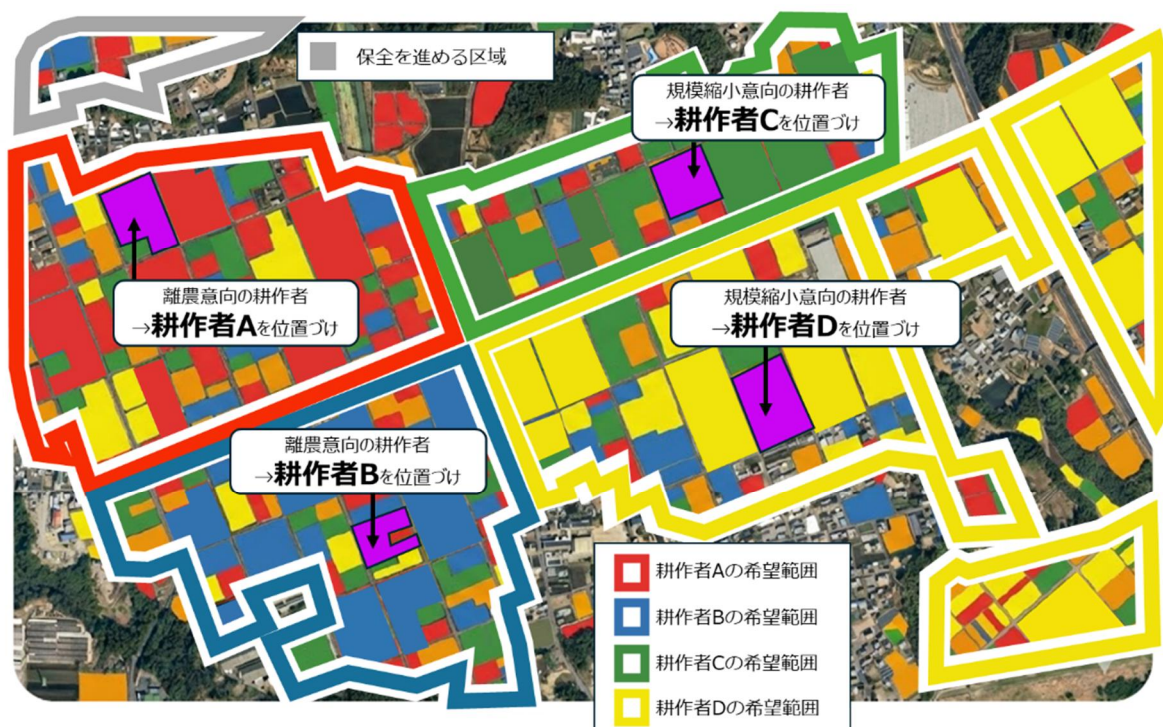 保全を進める区域
規模縮小意向の耕作者
→耕作者Cを位置づけ
離農意向の耕作者
→耕作者Aを位置づけ
規模縮小意向の耕作者
→耕作者Dを位置づけ
離農意向の耕作者
→耕作者Bを位置づけ
耕作者Aの希望範囲
耕作者Bの希望範囲
耕作者Cの希望範囲
耕作者Dの希望範囲